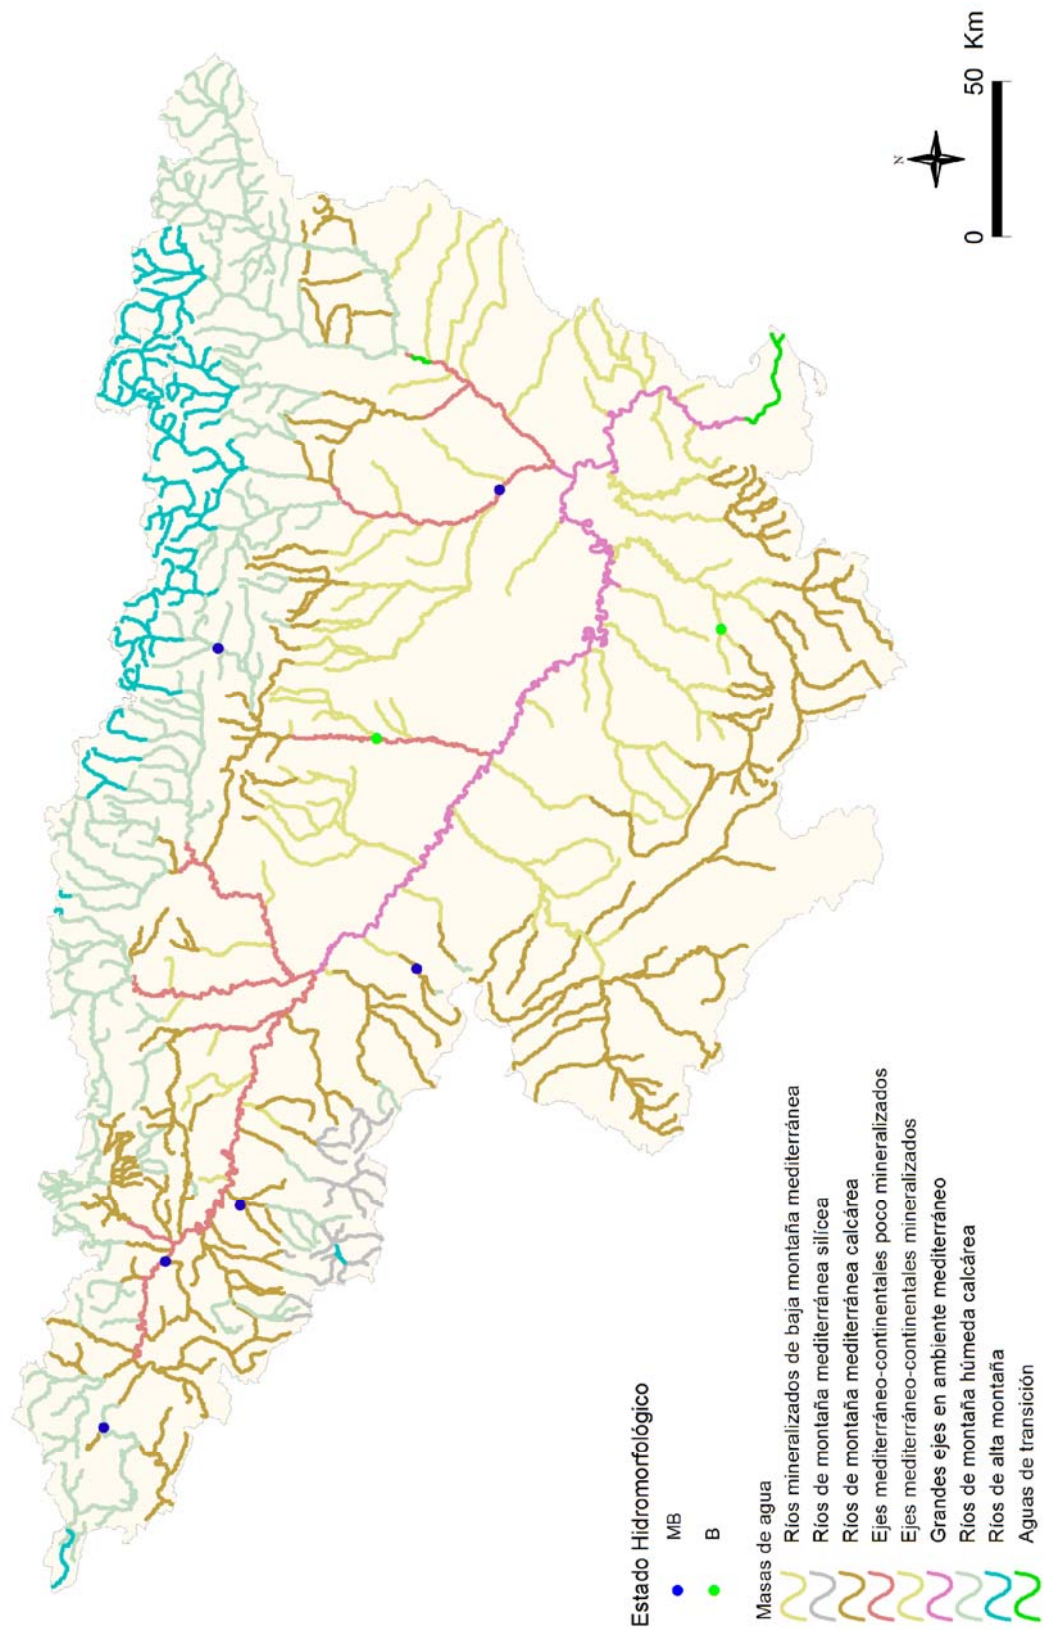 N
0
50
Km
Estado Hidromorfológico
MB
B
Masas de agua
Ríos mineralizados de baja montaña mediterránea
Ríos de montaña mediterránea silícea
Ríos de montaña mediterránea calcárea
Ejes mediterráneo-continentales poco mineralizados
Ejes mediterráneo-continentales mineralizados
Grandes ejes en ambiente mediterráneo
Ríos de montaña húmeda calcárea
Ríos de alta montaña
Aguas de transición